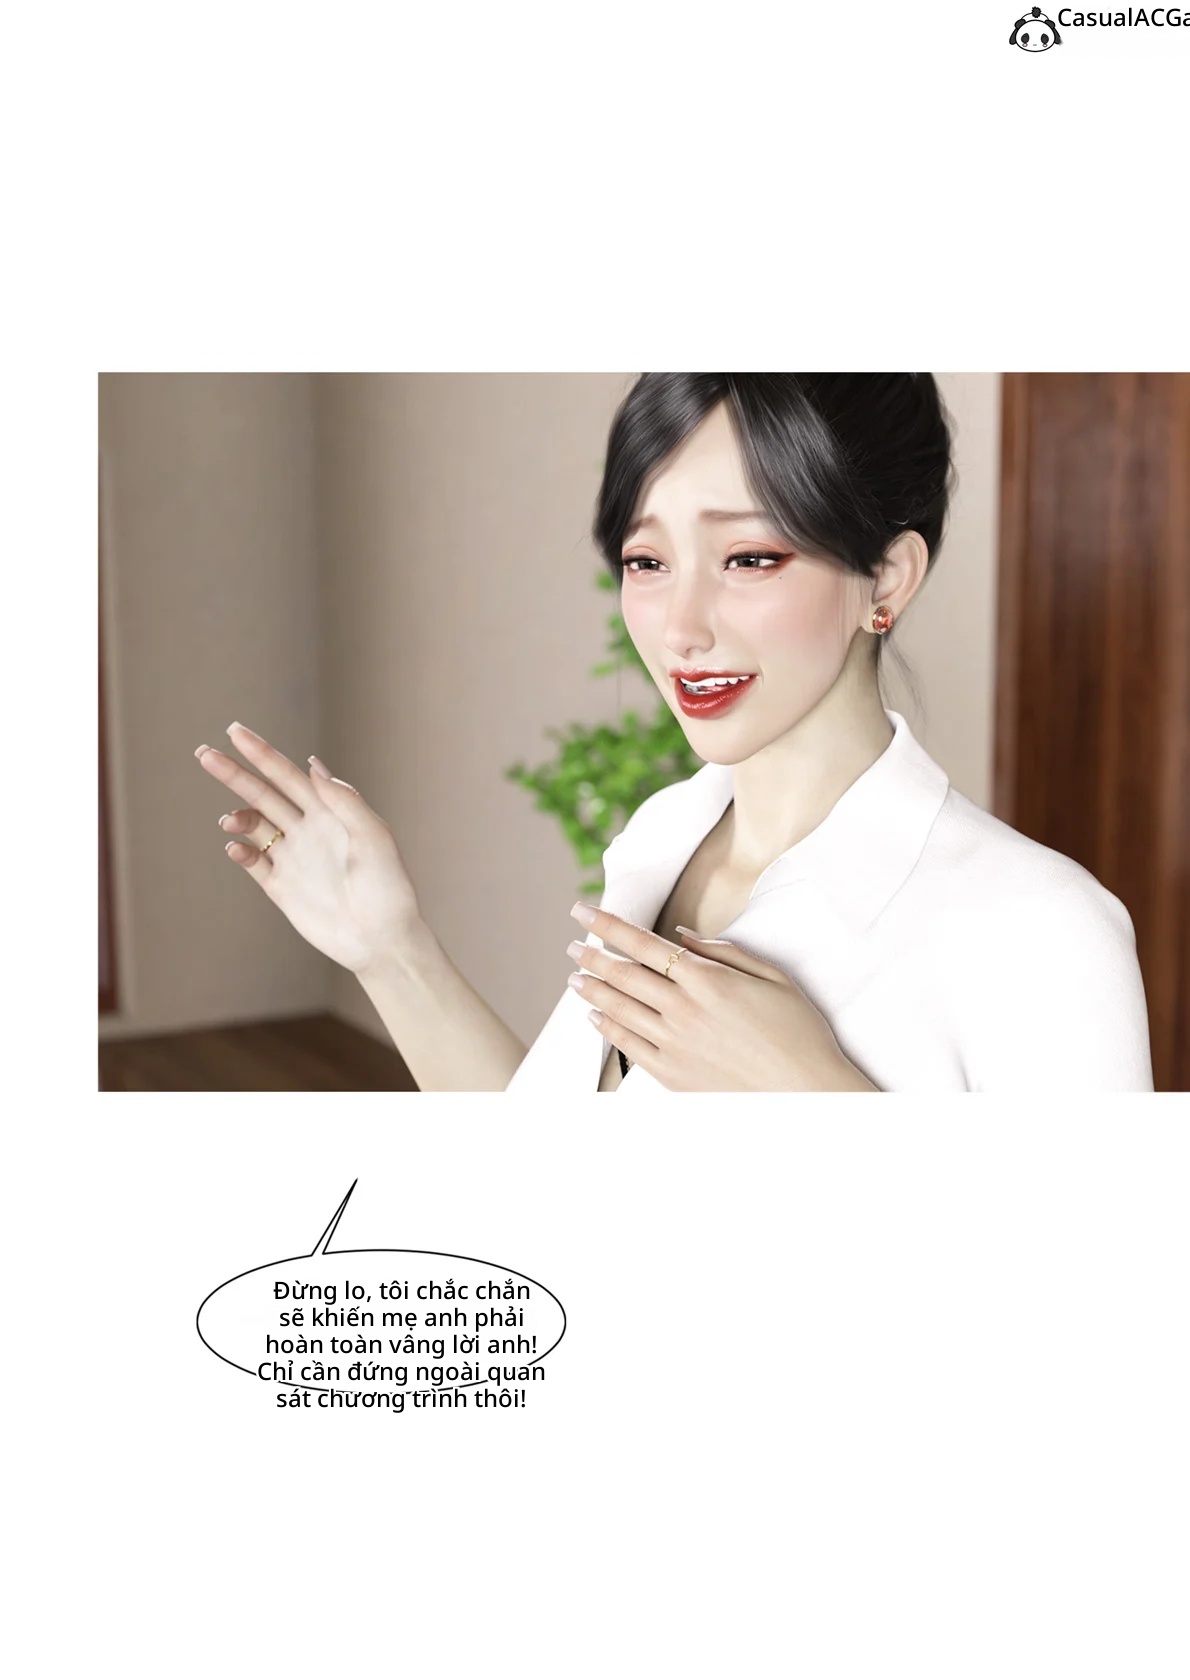 CasualACGa
Đừng lo, tôi chắc chắn
sẽ khiến mẹ anh phải
hoàn toàn vâng lời anh!
Chỉ cần đứng ngoài quan
sát chương trình thôi!